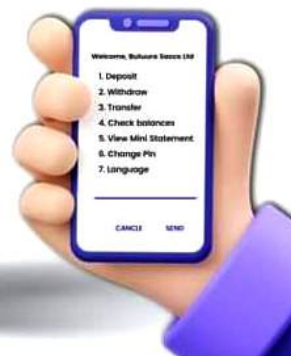 Welcome, Buluuro Sacco Ltd
1. Deposit
2. Withdraw
3. Transfer
4. Check balances
5. View Mini Statement
6. Change Pin
7. Language
CANCLE SEND